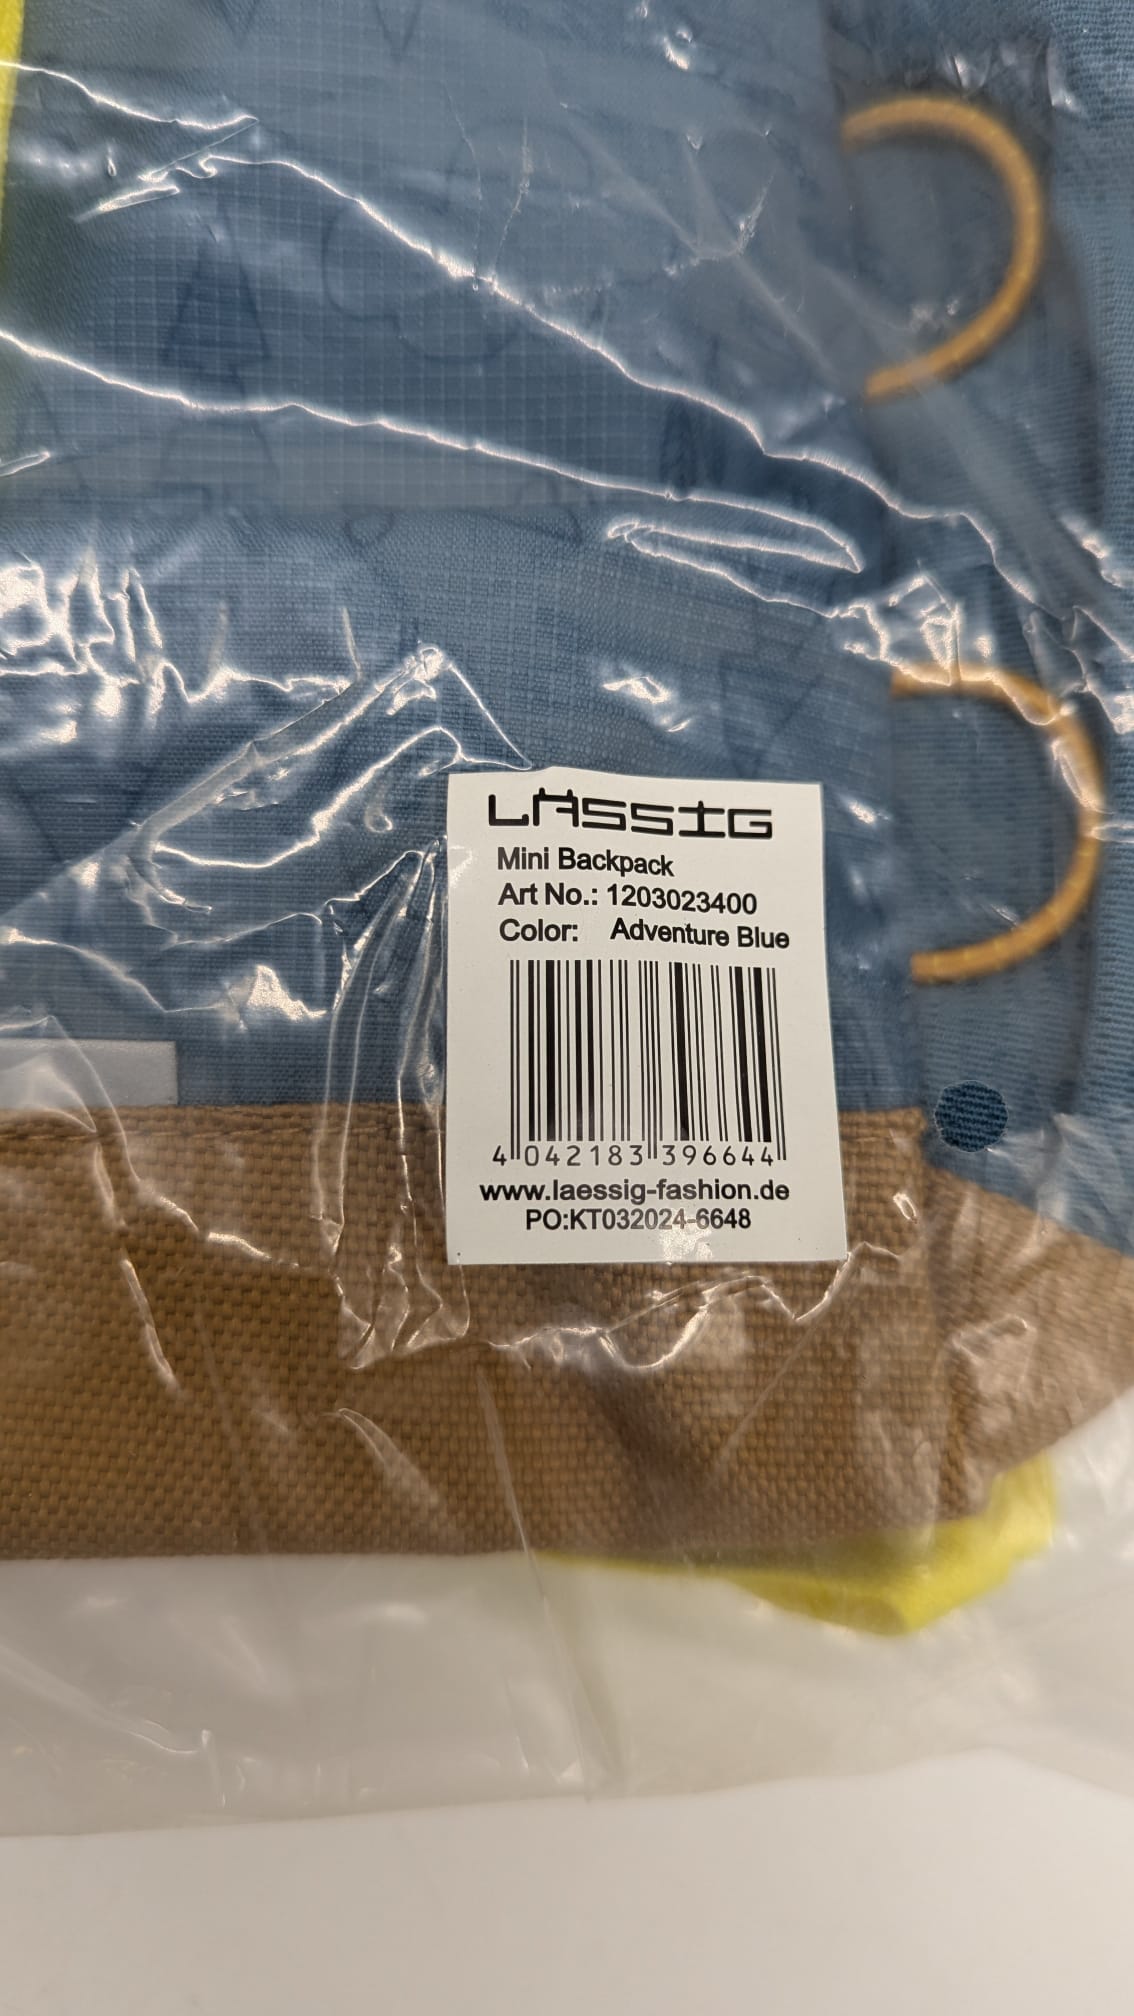 LÄSSIG
Mini Backpack
Art No.: 1203023400
Color: Adventure Blue
4 042183 396644
www.laessig-fashion.de
PO:KT032024-6648